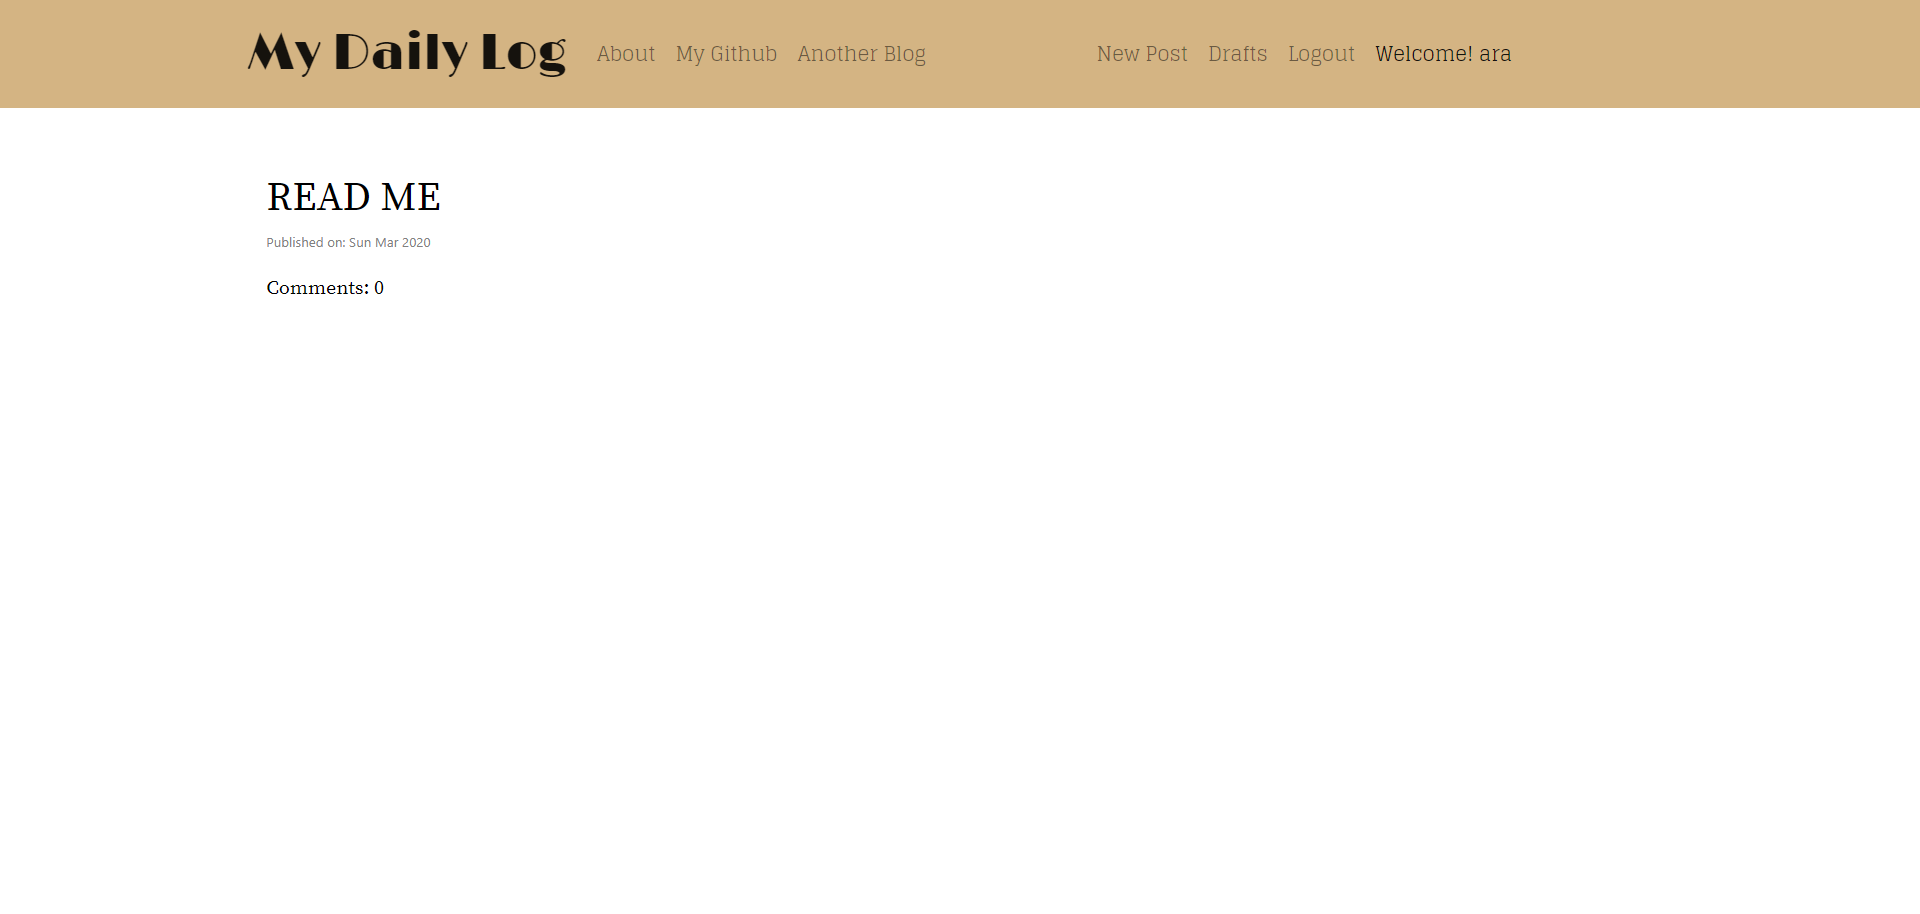 My Daily Log About My Github Another Blog New Post Drafts Logout Welcome! ara
READ ME
Published on: Sun Mar 2020
Comments: 0